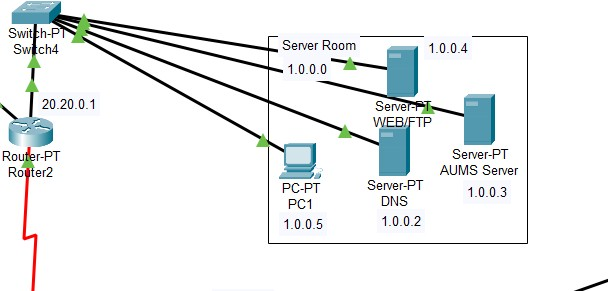 Switch-PT
Switch4
20.20.0.1
Router-PT
Router2
Server Room
1.0.0.0
1.0.0.4
Server-PT
WEB/FTP
Server-PT
AUMS Server
1.0.0.3
PC-PT
PC1
1.0.0.5
Server-PT
DNS
1.0.0.2